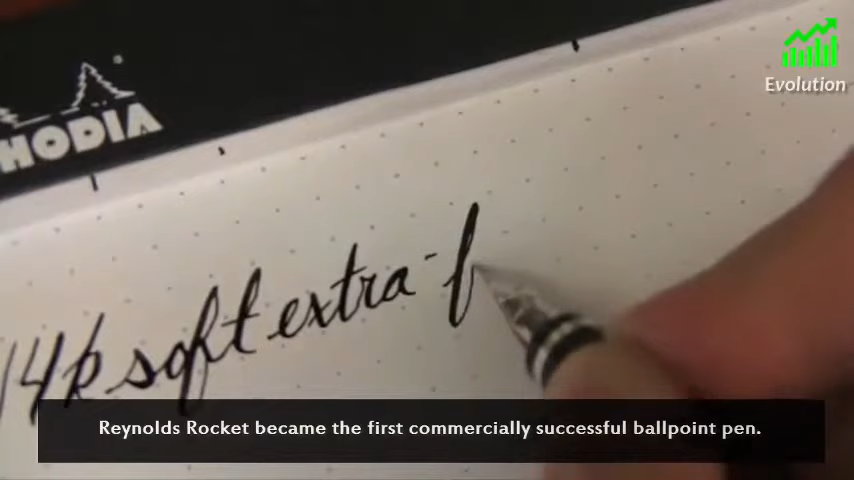 Evolution
HODIA
14k soft extra-f
Reynolds Rocket became the first commercially successful ballpoint pen.